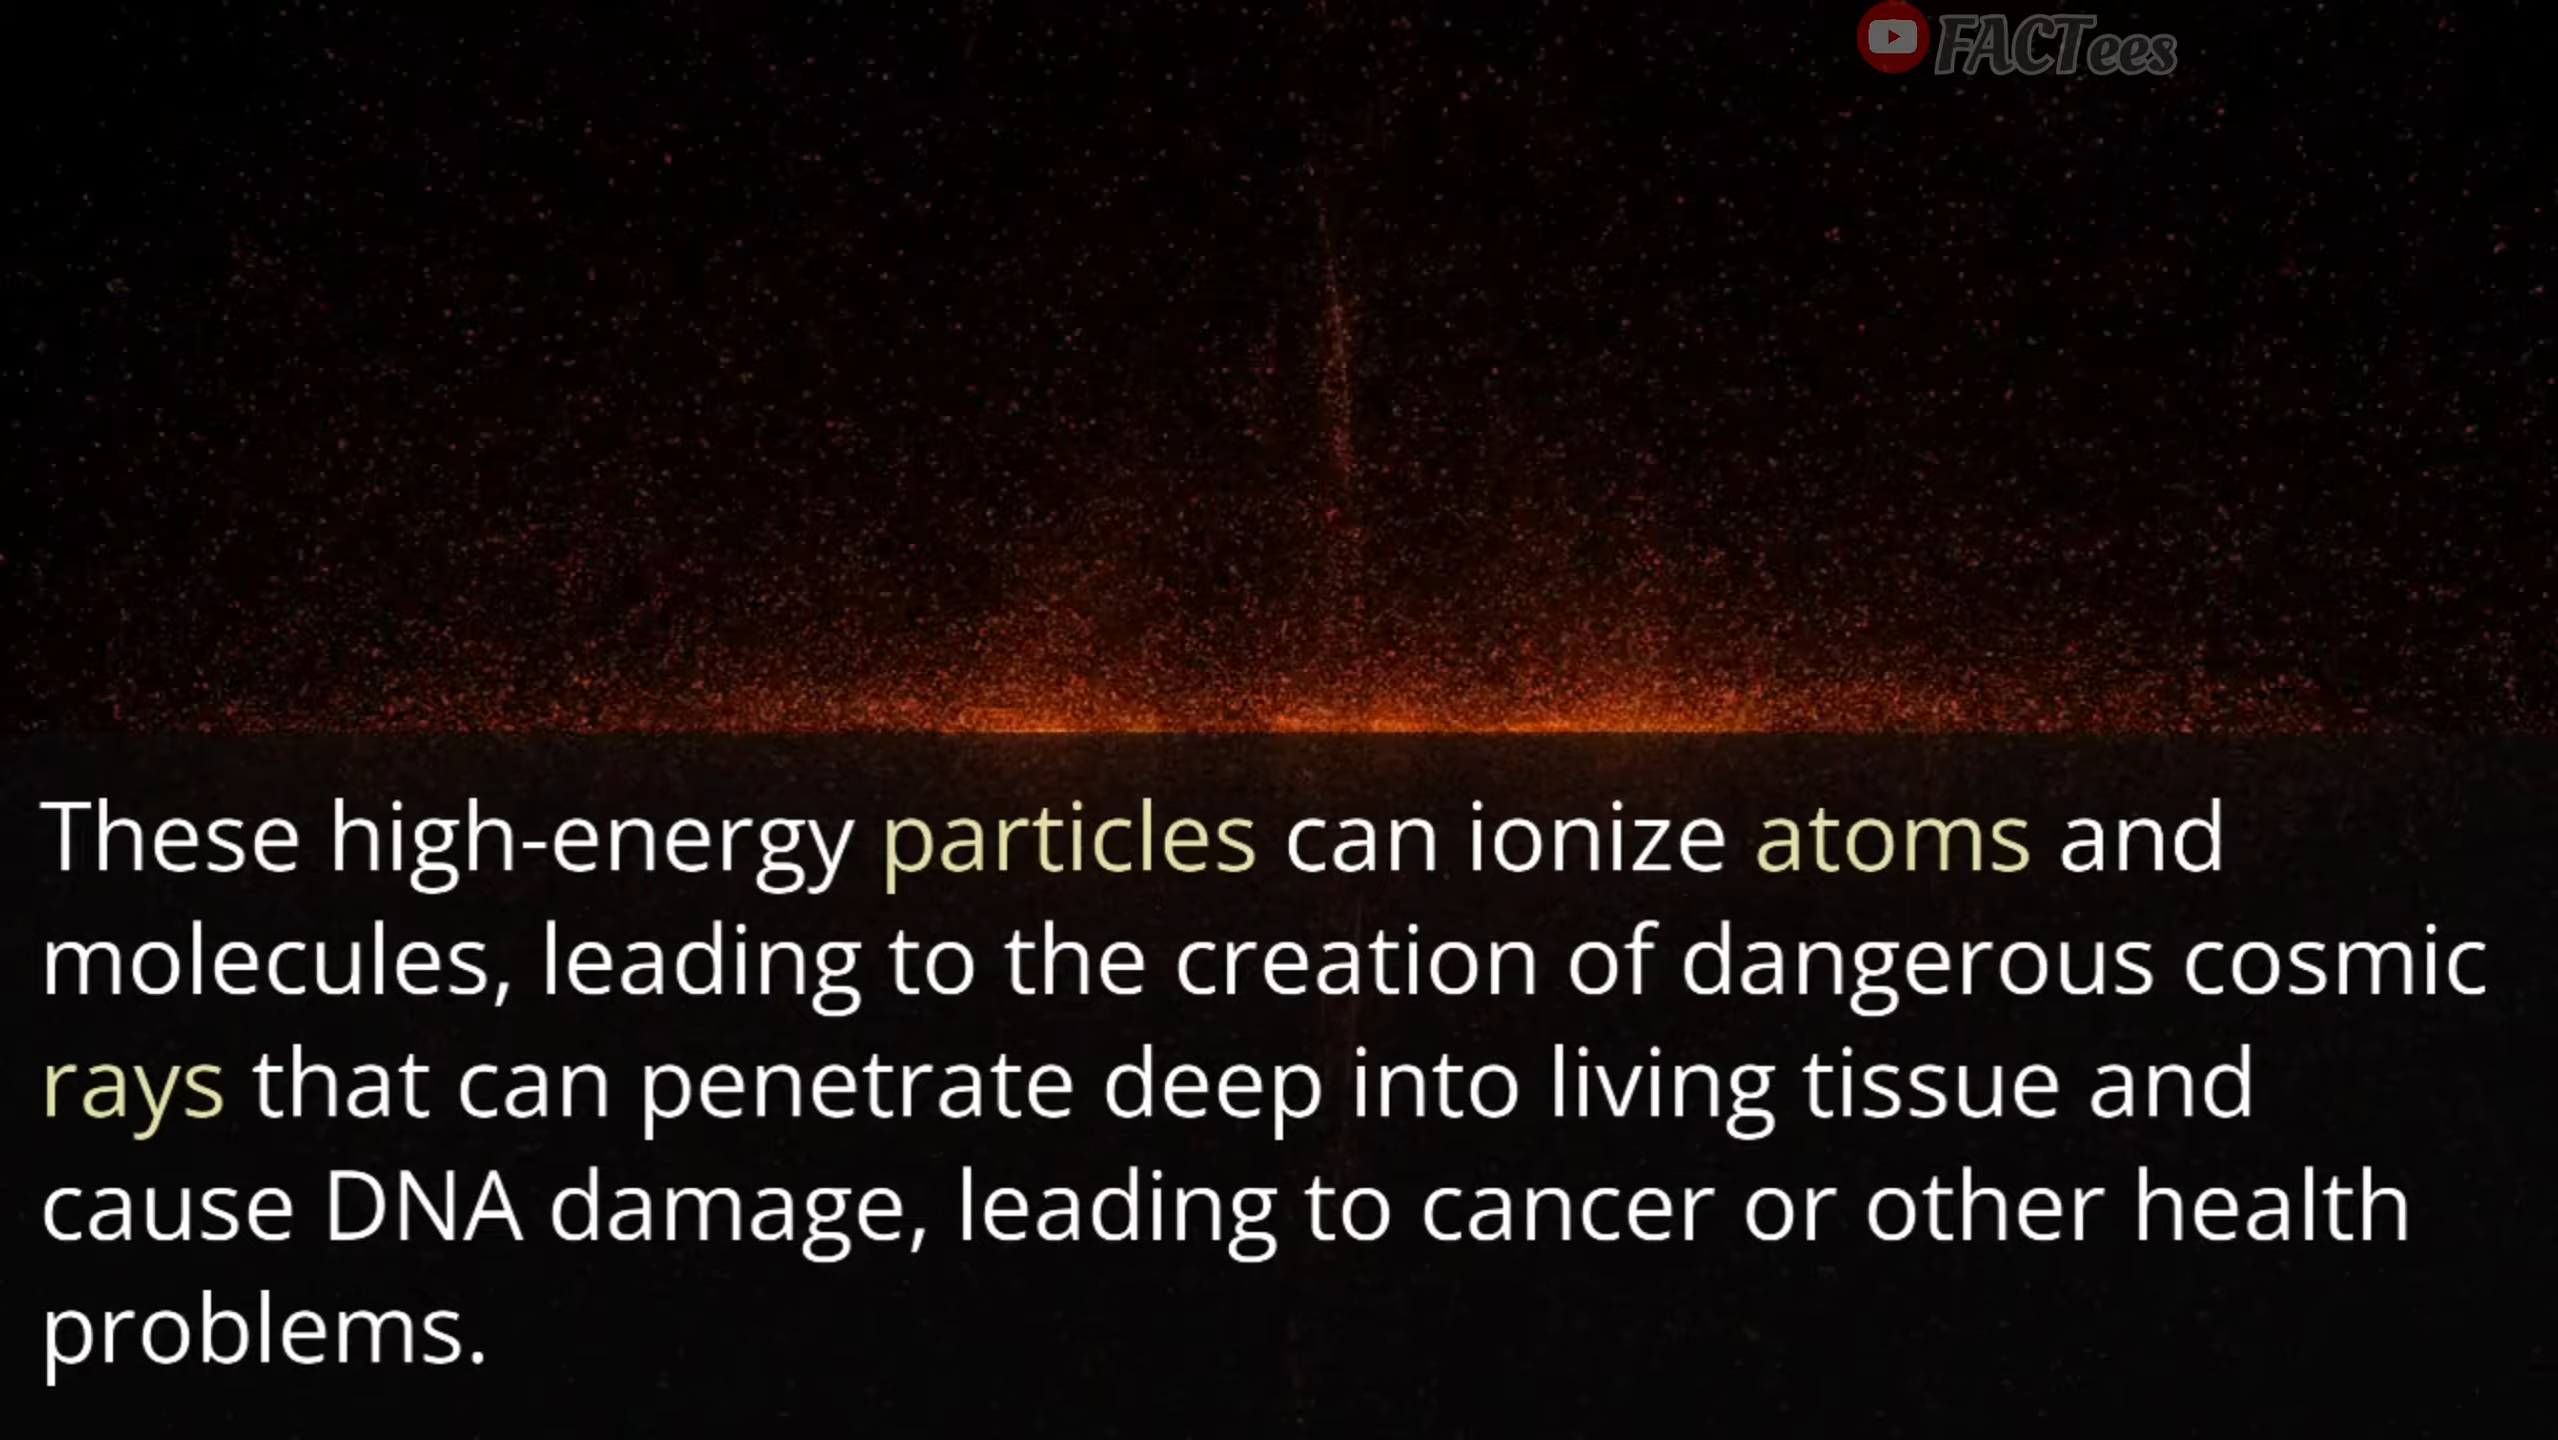 FACTees
These high-energy particles can ionize atoms and
molecules, leading to the creation of dangerous cosmic
rays that can penetrate deep into living tissue and
cause DNA damage, leading to cancer or other health
problems.